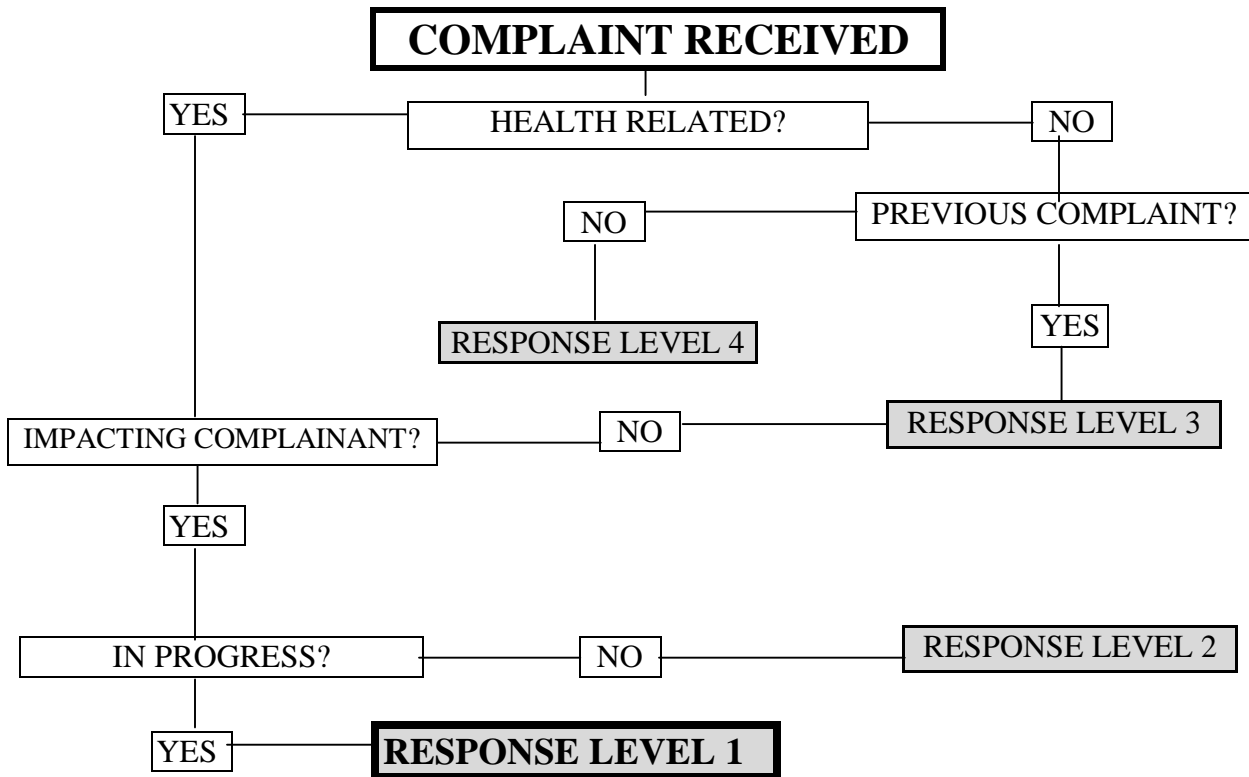 COMPLAINT RECEIVED
YES
HEALTH RELATED?
NO
NO
PREVIOUS COMPLAINT?
RESPONSE LEVEL 4
YES
IMPACTING COMPLAINANT?
NO
RESPONSE LEVEL 3
YES
IN PROGRESS?
NO
RESPONSE LEVEL 2
YES
RESPONSE LEVEL 1